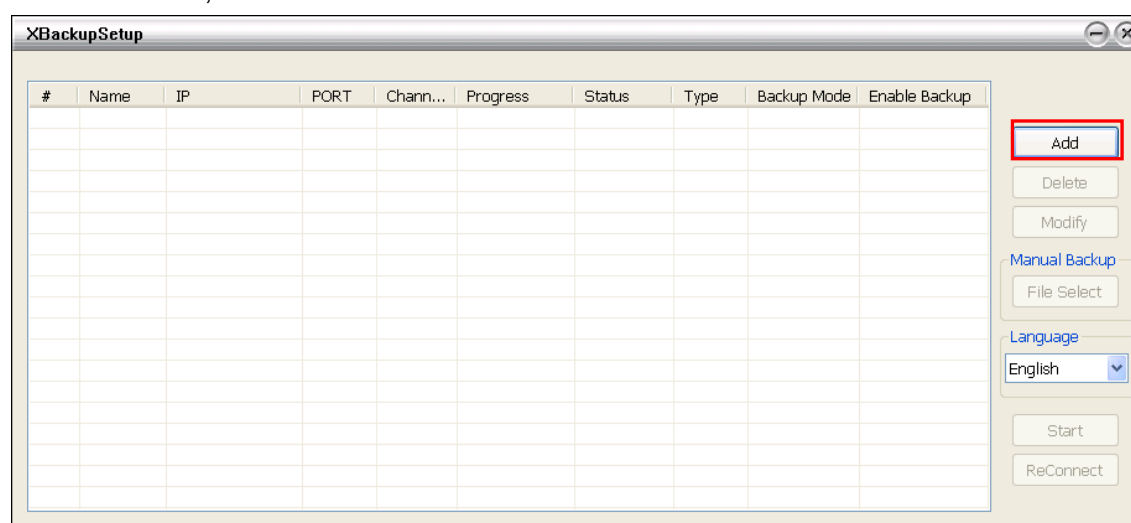 XBackupSetup
# Name IP PORT Chann... Progress Status Type Backup Mode Enable Backup
Add
Delete
Modify
Manual Backup
File Select
Language
English
Start
ReConnect